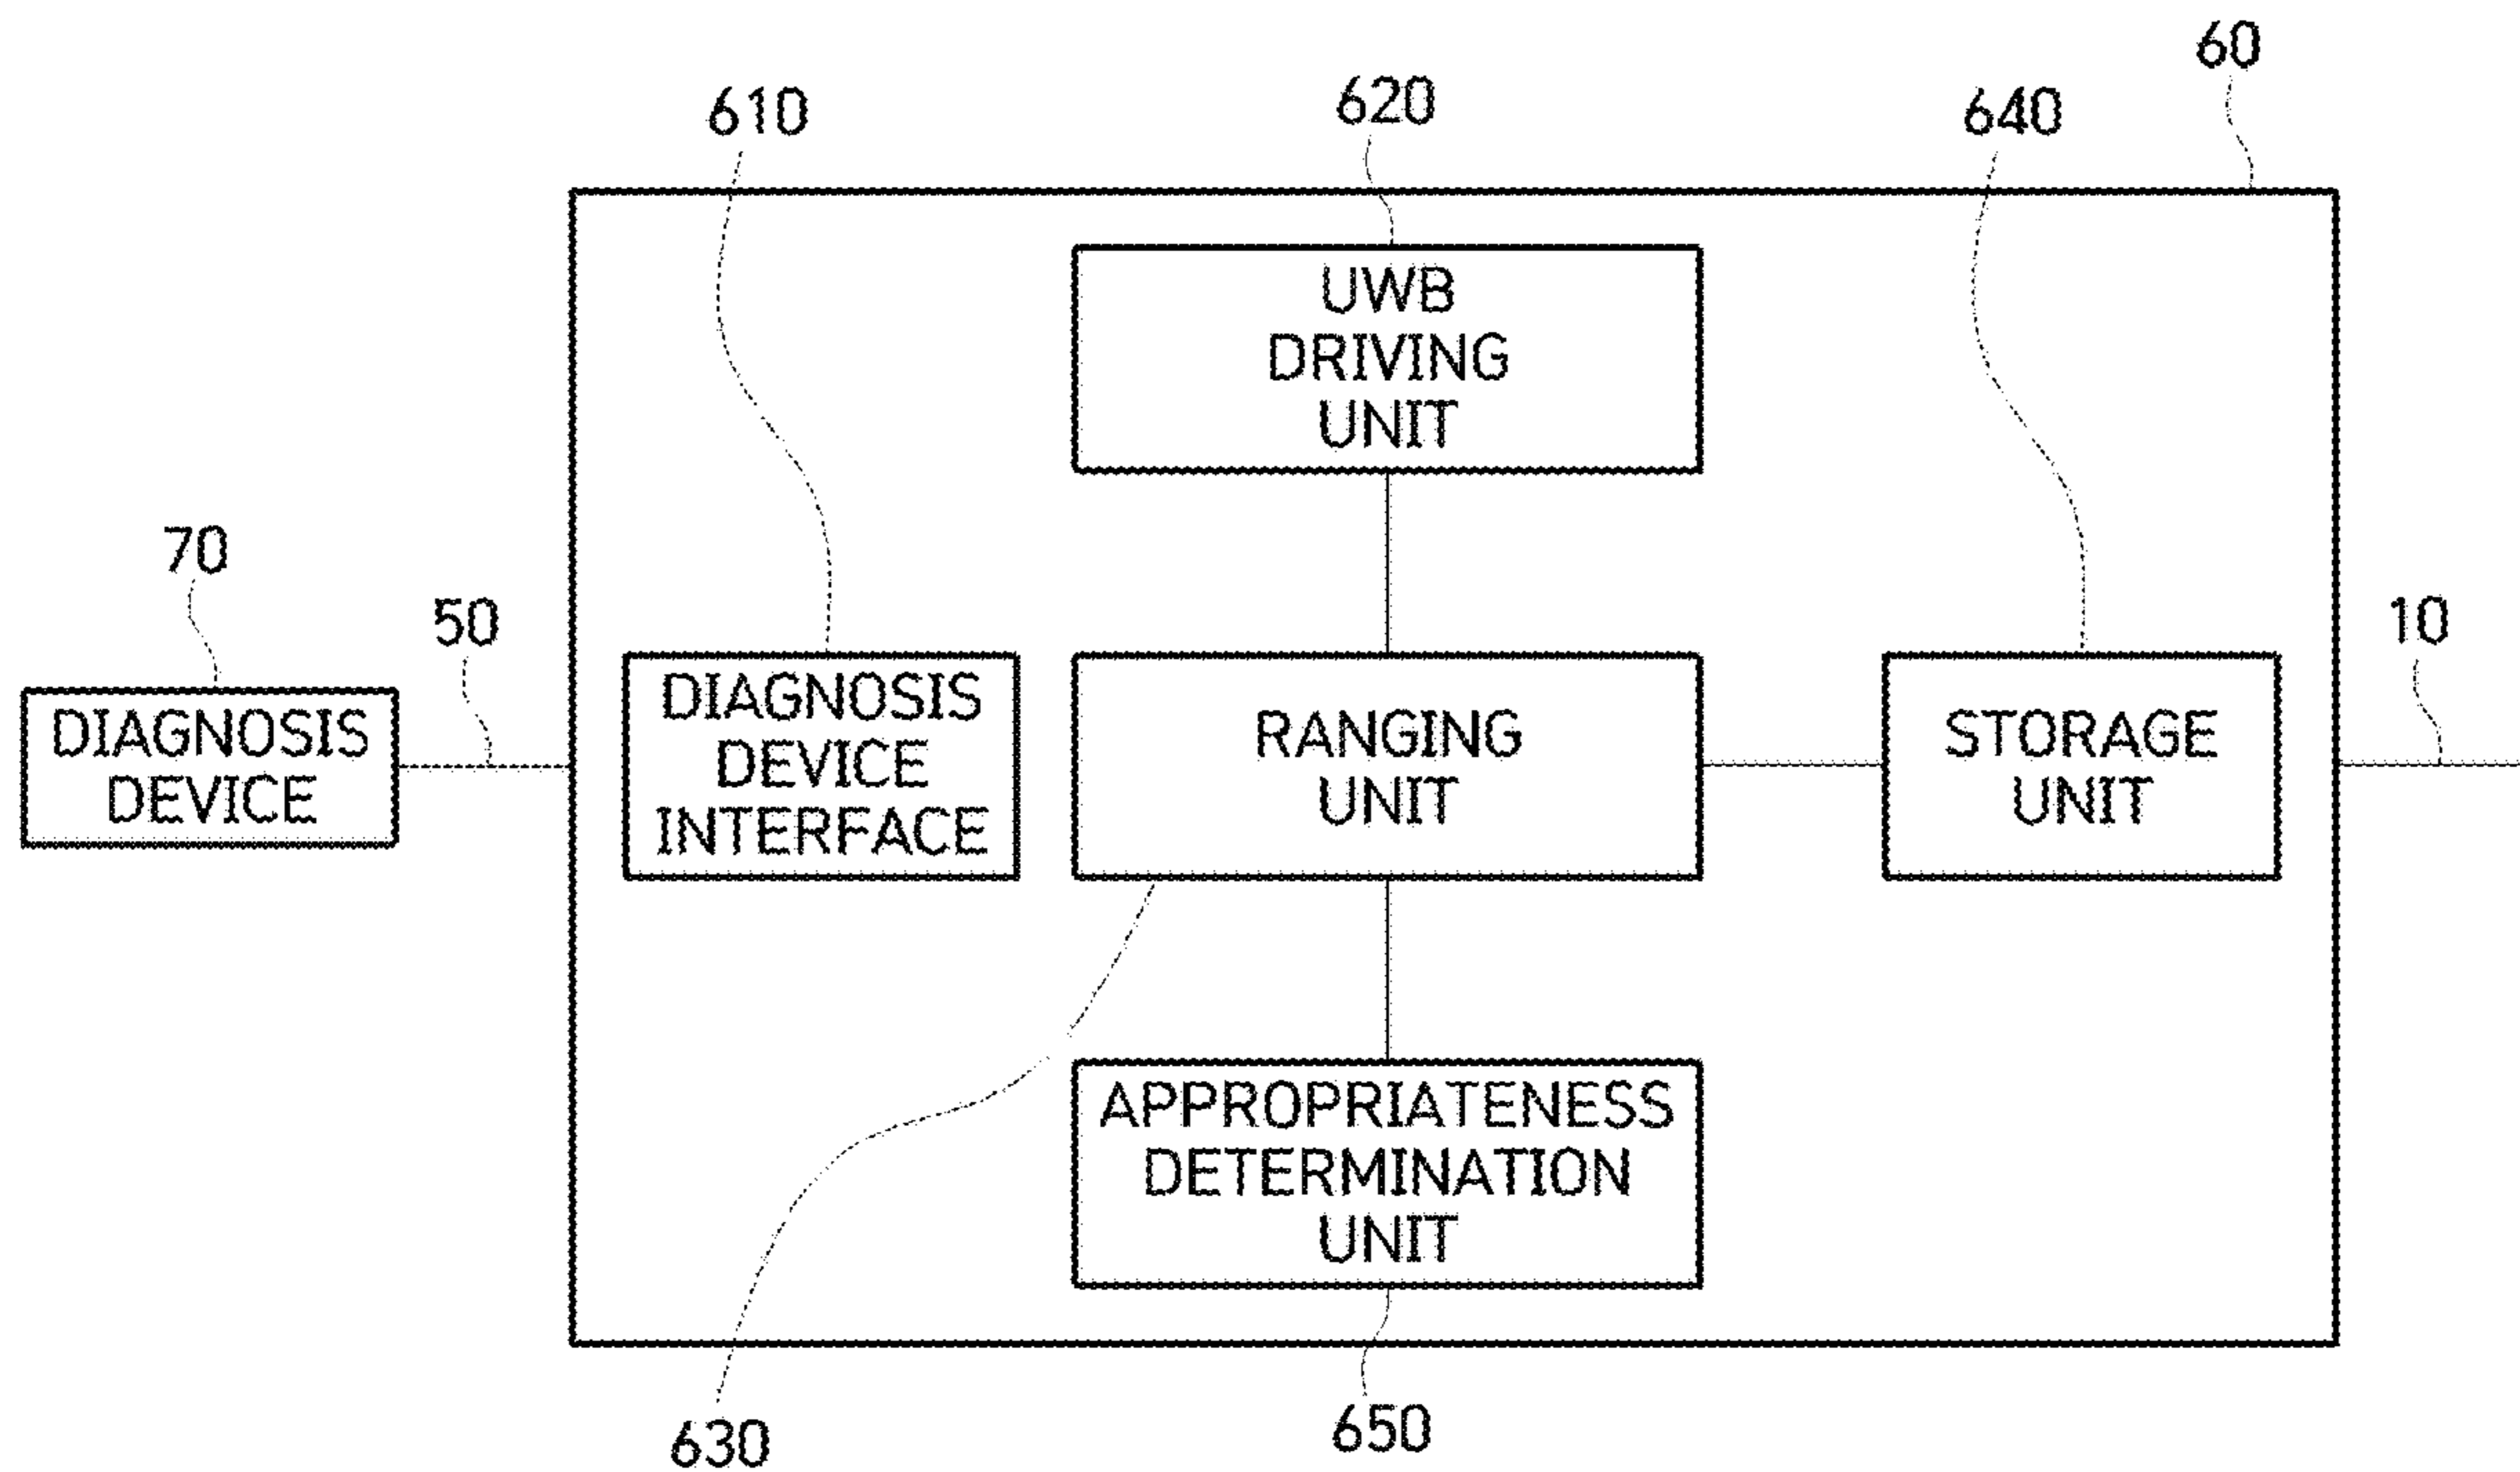 60
610
620
640
UWB
DRIVING
UNIT
70
50
10
DIAGNOSIS
DEVICE
DIAGNOSIS
DEVICE
INTERFACE
RANGING
UNIT
STORAGE
UNIT
APPROPRIATENESS
DETERMINATION
UNIT
630
650